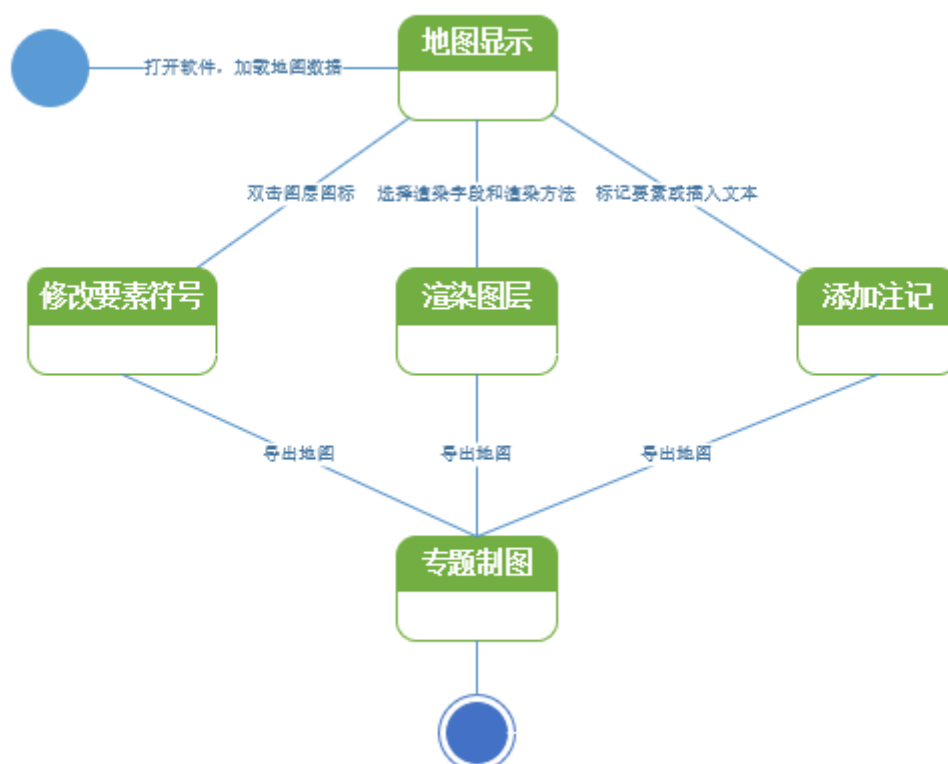 地图显示
打开软件，加载地图数据
双击图层图标
选择渲染字段和渲染方法
标记要素或插入文本
修改要素符号
渲染图层
添加注记
导出地图
导出地图
导出地图
专题制图